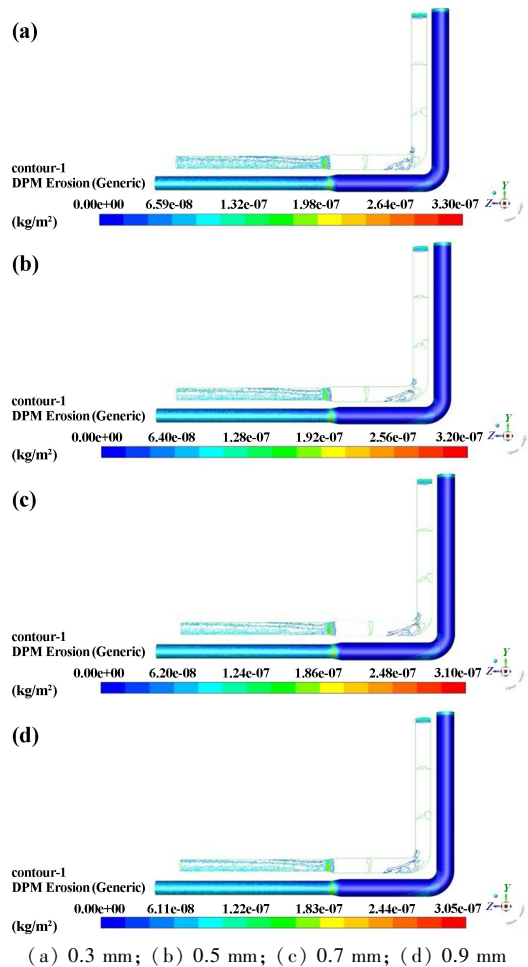 (a)
contour-1
DPM Erosion (Generic)
0.00e+00 6.59e-08 1.32e-07 1.98e-07 2.64e-07 3.30e-07
(kg/m²)
Z Y
(b)
contour-1
DPM Erosion (Generic)
0.00e+00 6.40e-08 1.28e-07 1.92e-07 2.56e-07 3.20e-07
(kg/m²)
Z Y
(c)
contour-1
DPM Erosion (Generic)
0.00e+00 6.20e-08 1.24e-07 1.86e-07 2.48e-07 3.10e-07
(kg/m²)
Z Y
(d)
contour-1
DPM Erosion (Generic)
0.00e+00 6.11e-08 1.22e-07 1.83e-07 2.44e-07 3.05e-07
(kg/m²)
Z Y
(a) 0.3 mm; (b) 0.5 mm; (c) 0.7 mm; (d) 0.9 mm